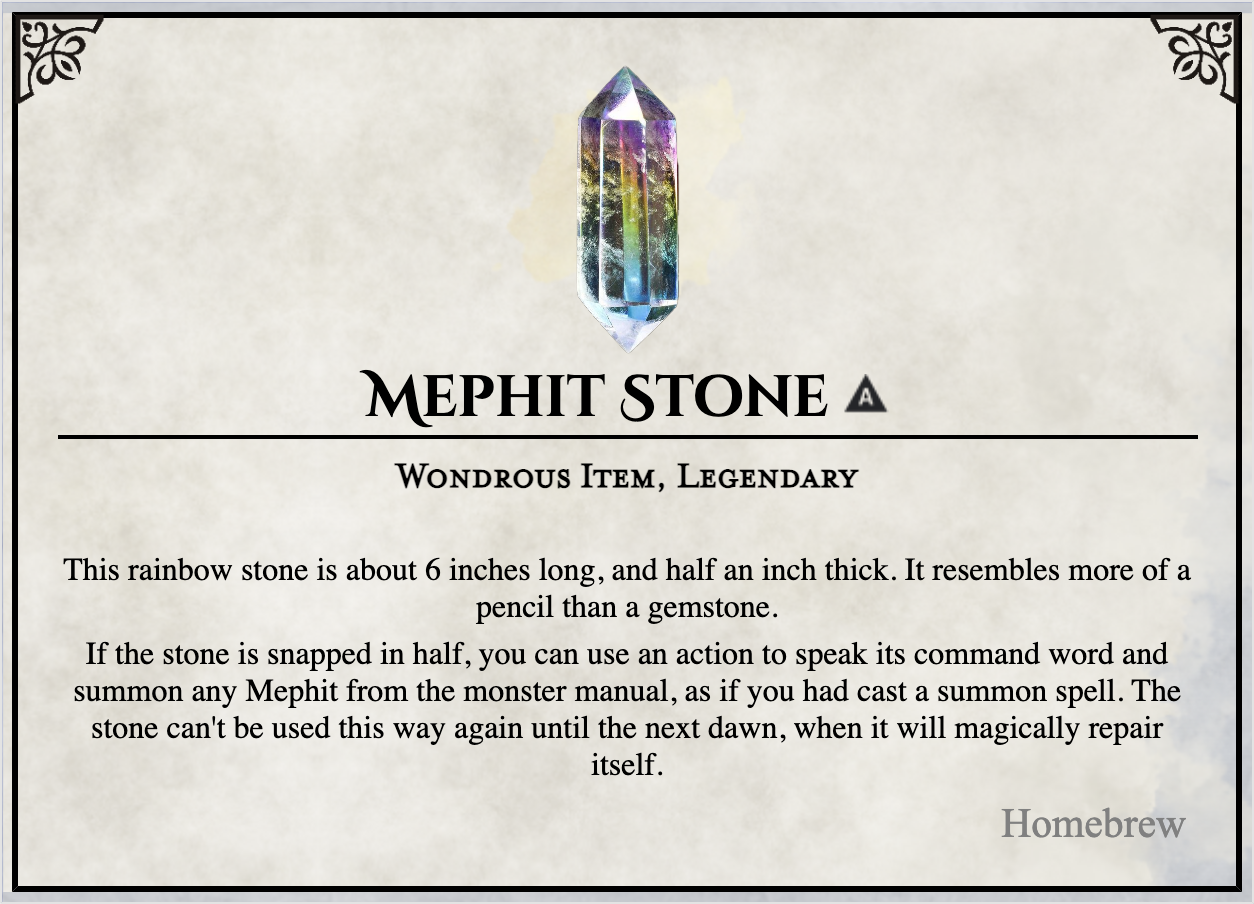 Mephit Stone A
Wondrous Item, Legendary
This rainbow stone is about 6 inches long, and half an inch thick. It resembles more of a
pencil than a gemstone.
If the stone is snapped in half, you can use an action to speak its command word and
summon any Mephit from the monster manual, as if you had cast a summon spell. The
stone can't be used this way again until the next dawn, when it will magically repair
itself.
Homebrew